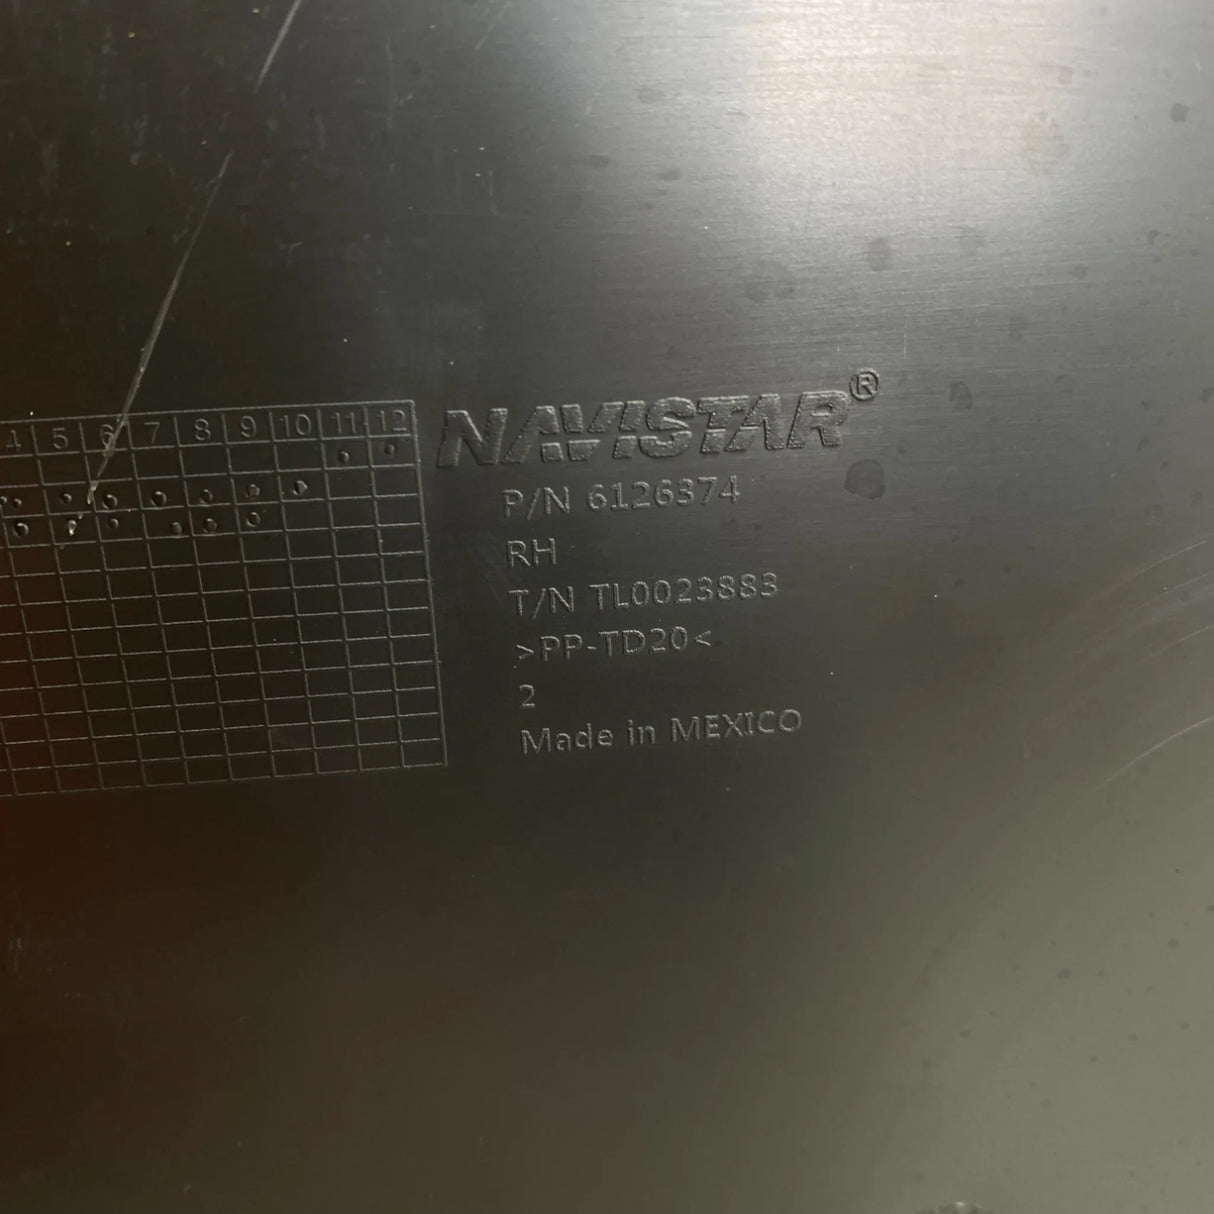 4 5 6 7 8 9 10 11 12
NAVISTAR®
P/N 6126374
RH
T/N TL0023883
>PP-TD20<
2
Made in MEXICO